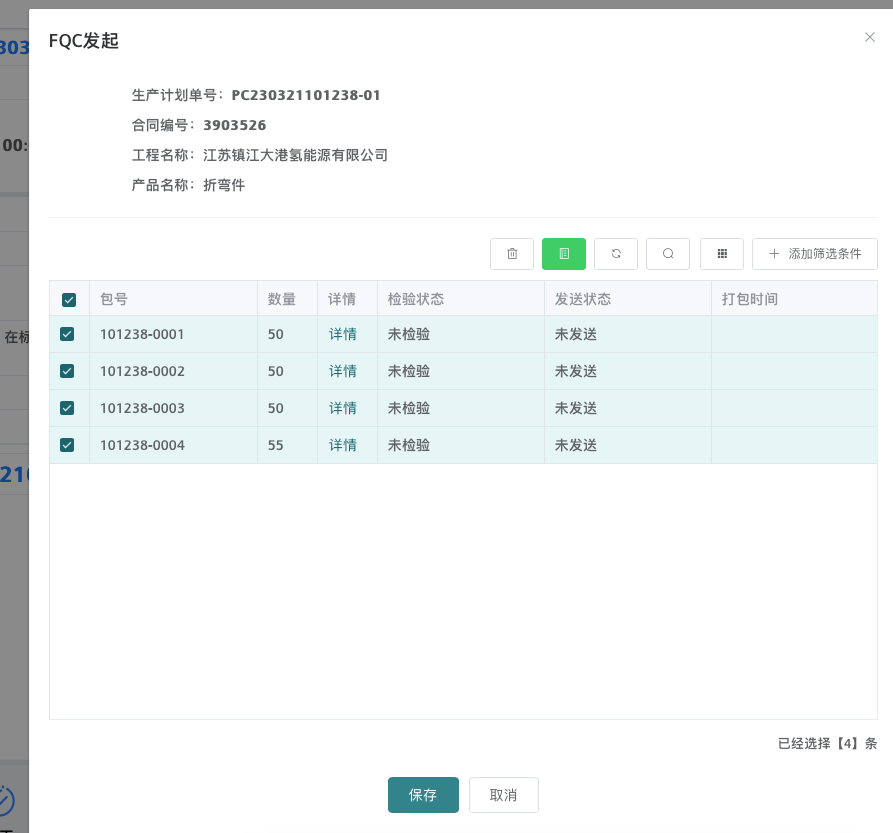 FQC发起
303
生产计划单号：PC230321101238-01
合同编号：3903526
00:
工程名称：江苏镇江大港氢能源有限公司
产品名称：折弯件
添加筛选条件
包号 数量 详情 检验状态 发送状态 打包时间
在标
101238-0001 50 详情 未检验 未发送
101238-0002 50 详情 未检验 未发送
101238-0003 50 详情 未检验 未发送
101238-0004 55 详情 未检验 未发送
210
已经选择【4】条
保存 取消